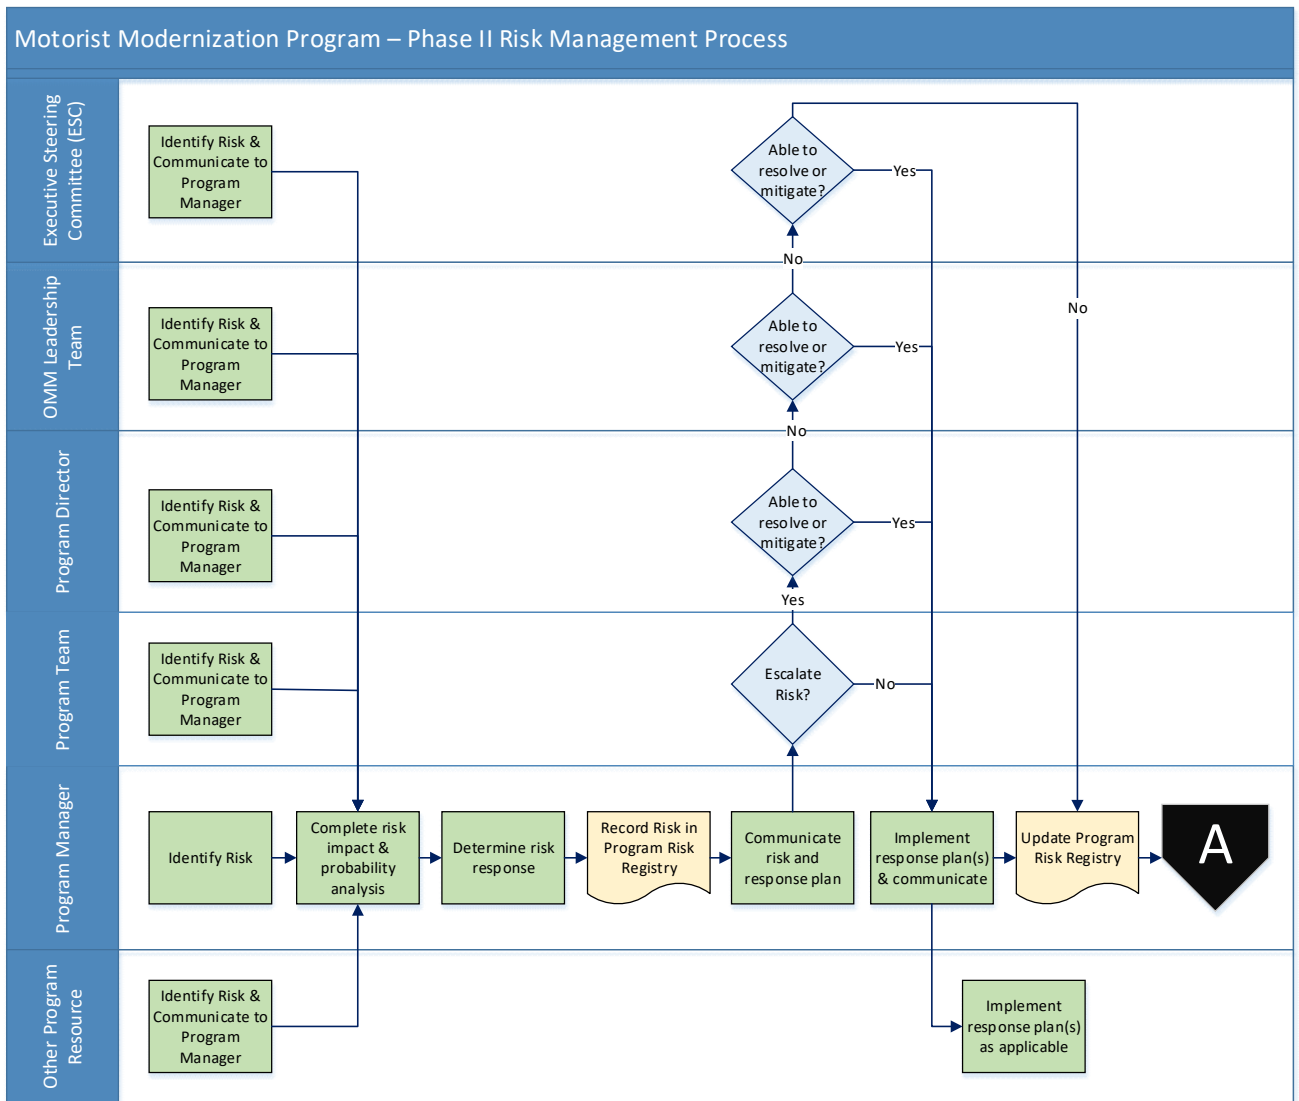 Motorist Modernization Program – Phase II Risk Management Process
Executive Steering
Committee (ESC)
Identify Risk &
Communicate to
Program
Manager
Able to
resolve or
mitigate?
Yes
No
No
OMM Leadership
Team
Identify Risk &
Communicate to
Program
Manager
Able to
resolve or
mitigate?
Yes
No
Program Director
Identify Risk &
Communicate to
Program
Manager
Able to
resolve or
mitigate?
Yes
Yes
Program Team
Identify Risk &
Communicate to
Program
Manager
Escalate
Risk?
No
Program Manager
Identify Risk
Complete risk
impact &
probability
analysis
Determine risk
response
Record Risk in
Program Risk
Registry
Communicate
risk and
response plan
Implement
response plan(s)
& communicate
Update Program
Risk Registry
A
Other Program
Resource
Identify Risk &
Communicate to
Program
Manager
Implement
response plan(s)
as applicable